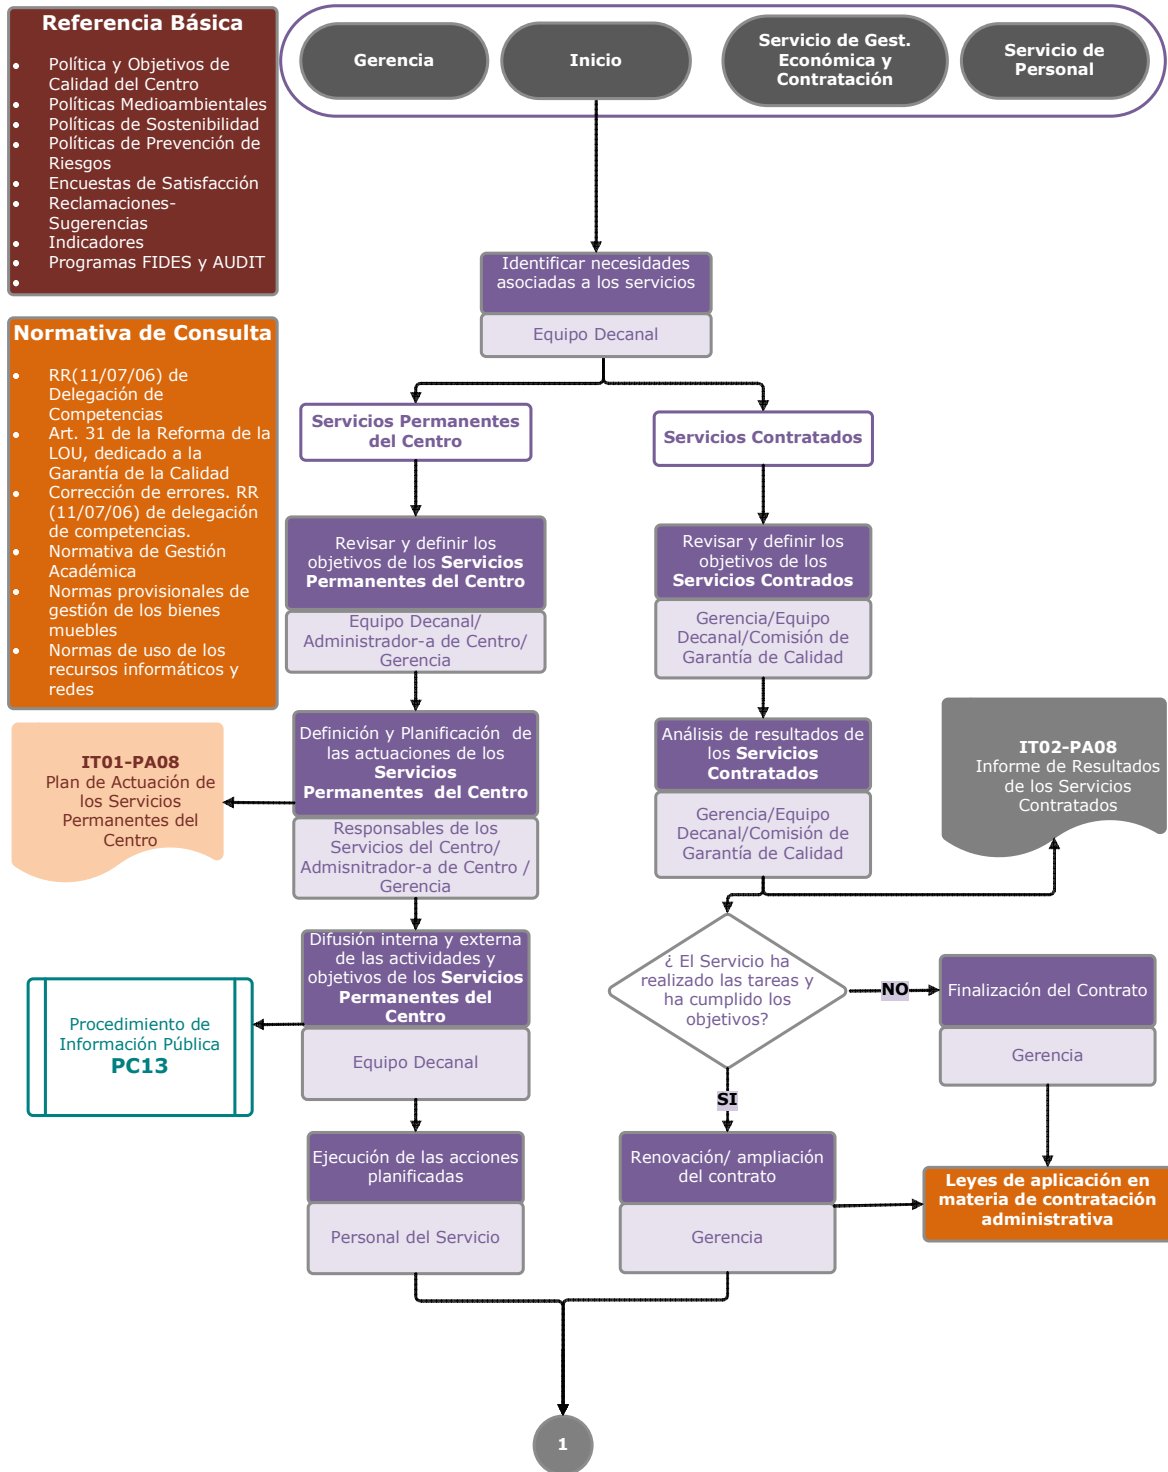 Referencia Básica
Política y Objetivos de
Calidad del Centro
Políticas Medioambientales
Políticas de Sostenibilidad
Políticas de Prevención de
Riesgos
Encuestas de Satisfacción
Reclamaciones-
Sugerencias
Indicadores
Programas FIDES y AUDIT
Gerencia
Inicio
Servicio de Gest.
Económica y
Contratación
Servicio de
Personal
Identificar necesidades
asociadas a los servicios
Equipo Decanal
Normativa de Consulta
RR(11/07/06) de
Delegación de
Competencias
Art. 31 de la Reforma de la
LOU, dedicado a la
Garantía de la Calidad
Corrección de errores. RR
(11/07/06) de delegación
de competencias.
Normativa de Gestión
Académica
Normas provisionales de
gestión de los bienes
muebles
Normas de uso de los
recursos informáticos y
redes
Servicios Permanentes
del Centro
Servicios Contratados
Revisar y definir los
objetivos de los Servicios
Permanentes del Centro
Equipo Decanal/
Administrador-a de Centro/
Gerencia
Revisar y definir los
objetivos de los
Servicios Contrados
Gerencia/Equipo
Decanal/Comisión de
Garantía de Calidad
IT01-PA08
Plan de Actuación de
los Servicios
Permanentes del
Centro
Definición y Planificación de
las actuaciones de los
Servicios
Permanentes del Centro
Responsables de los
Servicios del Centro/
Admisnitrador-a de Centro /
Gerencia
Análisis de resultados de
los Servicios
Contratados
Gerencia/Equipo
Decanal/Comisión de
Garantía de Calidad
IT02-PA08
Informe de Resultados
de los Servicios
Contratados
Procedimiento de
Información Pública
PC13
Difusión interna y externa
de las actividades y
objetivos de los Servicios
Permanentes del
Centro
Equipo Decanal
¿ El Servicio ha
realizado las tareas y
ha cumplido los
objetivos?
NO
Finalización del Contrato
Gerencia
SI
Ejecución de las acciones
planificadas
Personal del Servicio
Renovación/ ampliación
del contrato
Gerencia
Leyes de aplicación en
materia de contratación
administrativa
1